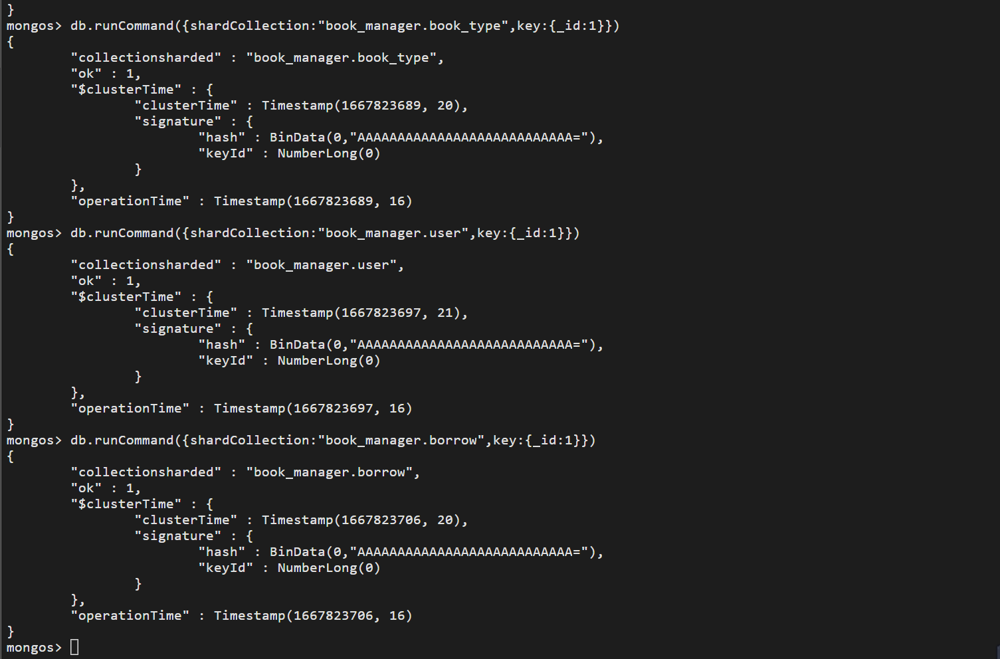 }
mongos> db.runCommand({shardCollection:"book_manager.book_type",key:{_id:1}})
{
        "collectionsharded" : "book_manager.book_type",
        "ok" : 1,
        "$clusterTime" : {
                "clusterTime" : Timestamp(1667823689, 20),
                "signature" : {
                        "hash" : BinData(0,"AAAAAAAAAAAAAAAAAAAAAAAAAAA="),
                        "keyId" : NumberLong(0)
                }
        },
        "operationTime" : Timestamp(1667823689, 16)
}
mongos> db.runCommand({shardCollection:"book_manager.user",key:{_id:1}})
{
        "collectionsharded" : "book_manager.user",
        "ok" : 1,
        "$clusterTime" : {
                "clusterTime" : Timestamp(1667823697, 21),
                "signature" : {
                        "hash" : BinData(0,"AAAAAAAAAAAAAAAAAAAAAAAAAAA="),
                        "keyId" : NumberLong(0)
                }
        },
        "operationTime" : Timestamp(1667823697, 16)
}
mongos> db.runCommand({shardCollection:"book_manager.borrow",key:{_id:1}})
{
        "collectionsharded" : "book_manager.borrow",
        "ok" : 1,
        "$clusterTime" : {
                "clusterTime" : Timestamp(1667823706, 20),
                "signature" : {
                        "hash" : BinData(0,"AAAAAAAAAAAAAAAAAAAAAAAAAAA="),
                        "keyId" : NumberLong(0)
                }
        },
        "operationTime" : Timestamp(1667823706, 16)
}
mongos>